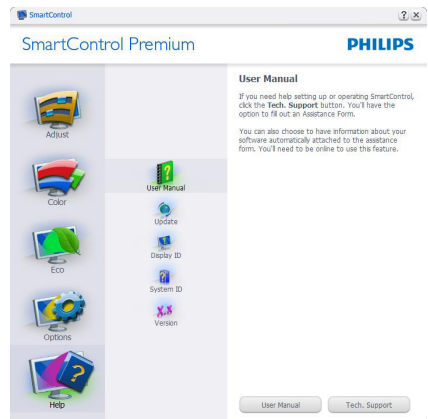 SmartControl
? x
SmartControl Premium
PHILIPS
Adjust
Color
Eco
Options
Help
User Manual
Update
Display ID
System ID
X.X
Version
User Manual
If you need help setting up or operating SmartControl,
click the Tech. Support button. You'll have the
option to fill out an Assistance Form.
You can also choose to have information about your
software automatically attached to the assistance
form. You'll need to be online to use this feature.
User Manual
Tech. Support